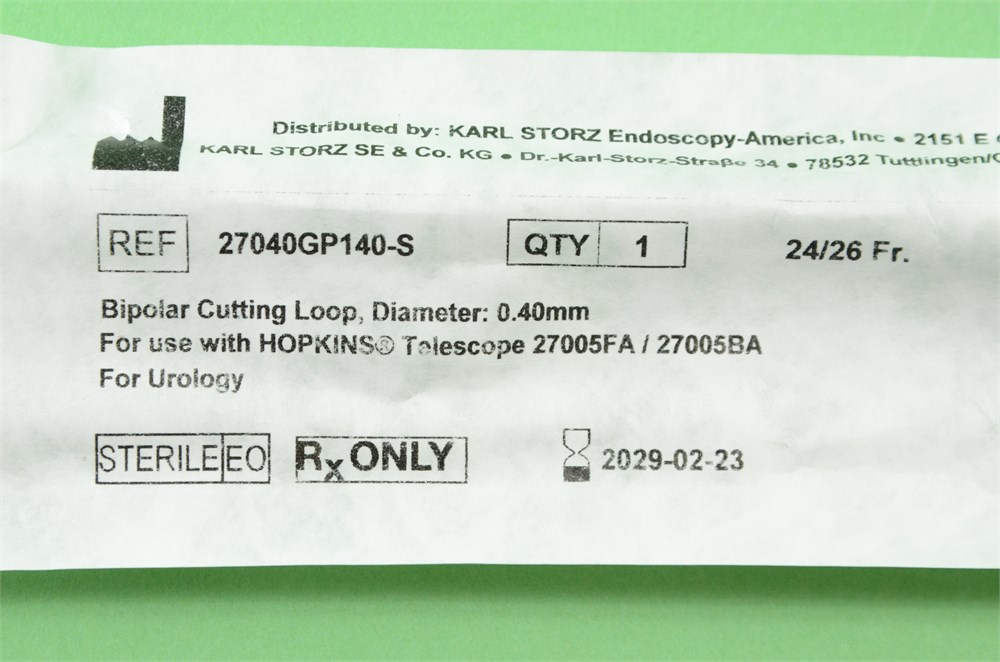 Distributed by: KARL STORZ Endoscopy-America, Inc • 2151 E
KARL STORZ SE & Co. KG • Dr.-Karl-Storz-Straße 34 • 78532 Tuttlingen/
REF 27040GP140-S QTY 1 24/26 Fr.
Bipolar Cutting Loop, Diameter: 0.40mm
For use with HOPKINS® Telescope 27005FA / 27005BA
For Urology
STERILE EO Rx ONLY 2029-02-23